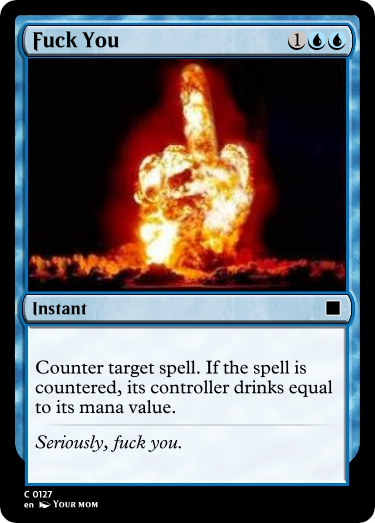 Fuck You 1
Instant
Counter target spell. If the spell is
countered, its controller drinks equal
to its mana value.
Seriously, fuck you.
C 0127
en YOUR MOM